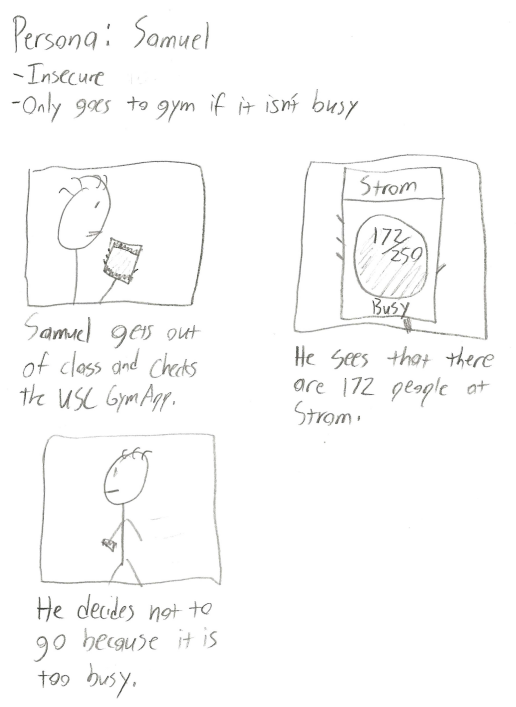 Persona: Samuel
-Insecure
-Only goes to gym if it isn't busy
Strom
172/250
Busy
Samuel gets out
of class and checks
the USC Gym App.
He sees that there
are 172 people at
Strom.
He decides not to
go because it is
too busy.